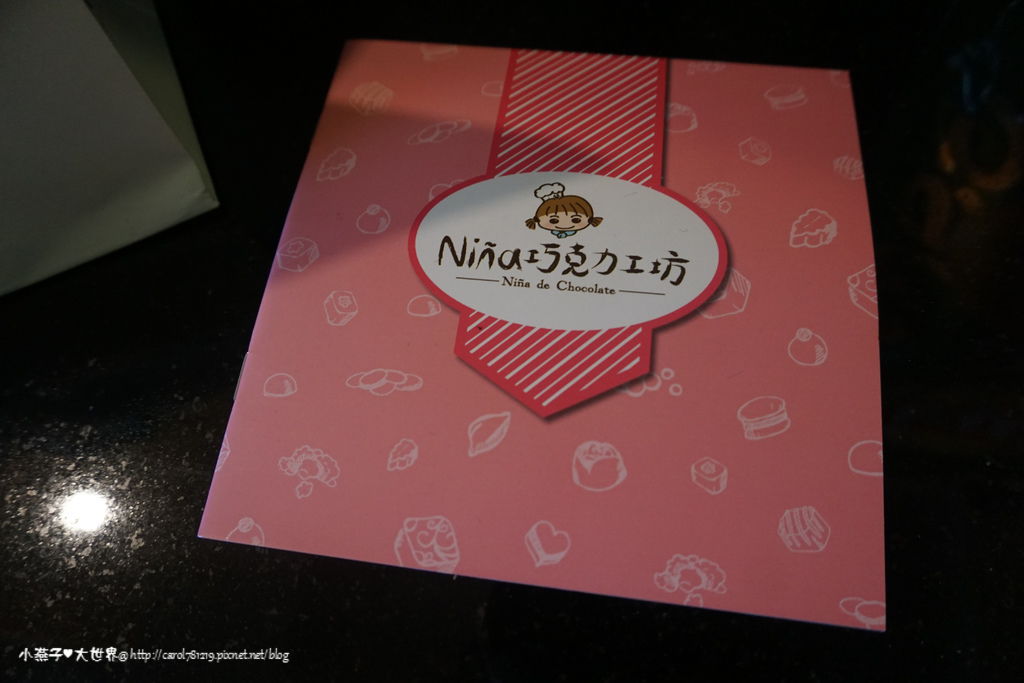 Niña巧克力工坊
Niña de Chocolate
小燕子♥大世界@http://carol781219.pixnet.net/blog